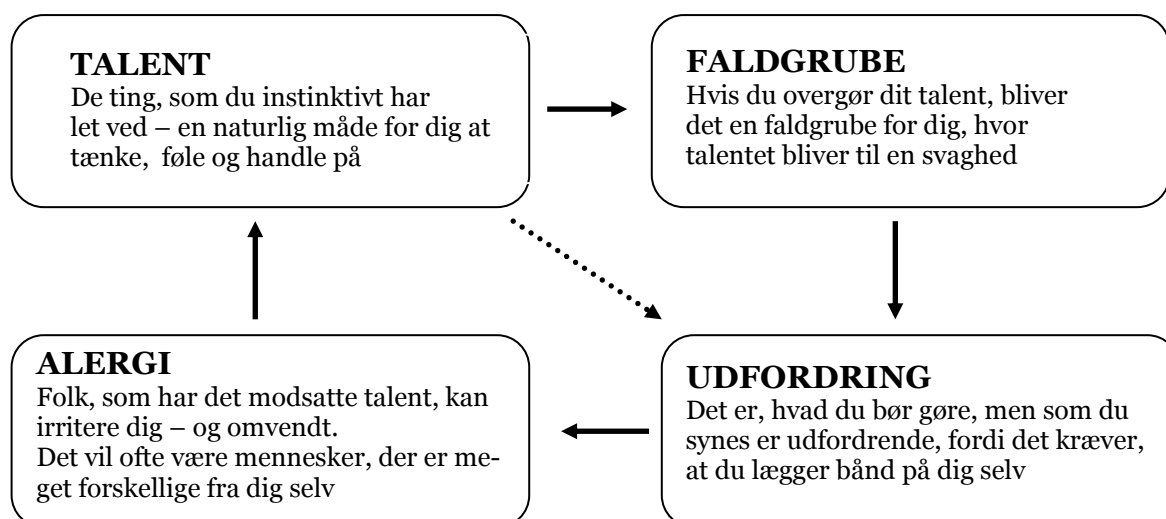 TALENT
De ting, som du instinktivt har
let ved – en naturlig måde for dig at
tænke, føle og handle på
FALDGRUBE
Hvis du overgør dit talent, bliver
det en faldgrube for dig, hvor
talentet bliver til en svaghed
ALERGI
Folk, som har det modsatte talent, kan
irritere dig – og omvendt.
Det vil ofte være mennesker, der er me-
get forskellige fra dig selv
UDFORDRING
Det er, hvad du bør gøre, men som du
synes er udfordrende, fordi det kræver,
at du lægger bånd på dig selv